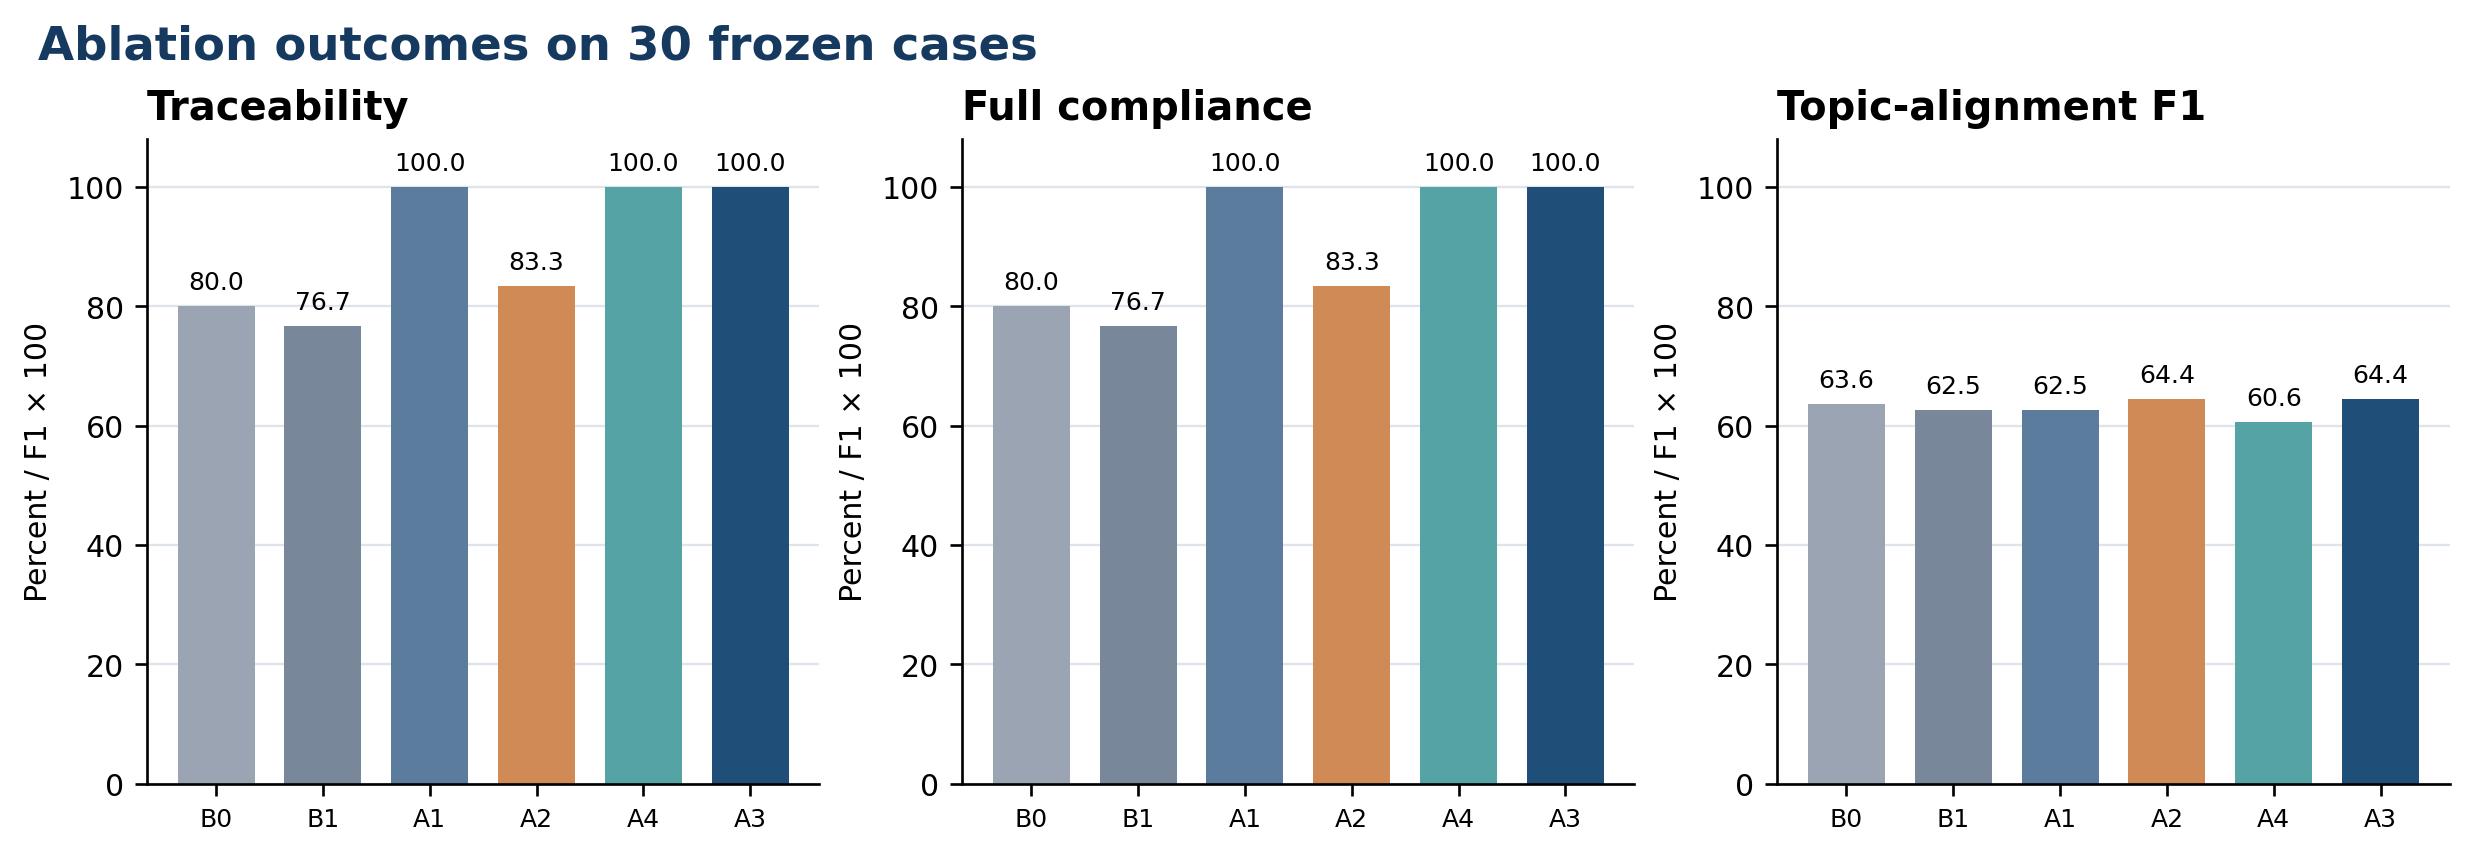 Ablation outcomes on 30 frozen cases
Traceability
Percent / F1 × 100
100
80
60
40
20
0
80.0
76.7
100.0
83.3
100.0
100.0
B0
B1
A1
A2
A4
A3
Full compliance
Percent / F1 × 100
100
80
60
40
20
0
80.0
76.7
100.0
83.3
100.0
100.0
B0
B1
A1
A2
A4
A3
Topic-alignment F1
Percent / F1 × 100
100
80
60
40
20
0
63.6
62.5
62.5
64.4
60.6
64.4
B0
B1
A1
A2
A4
A3